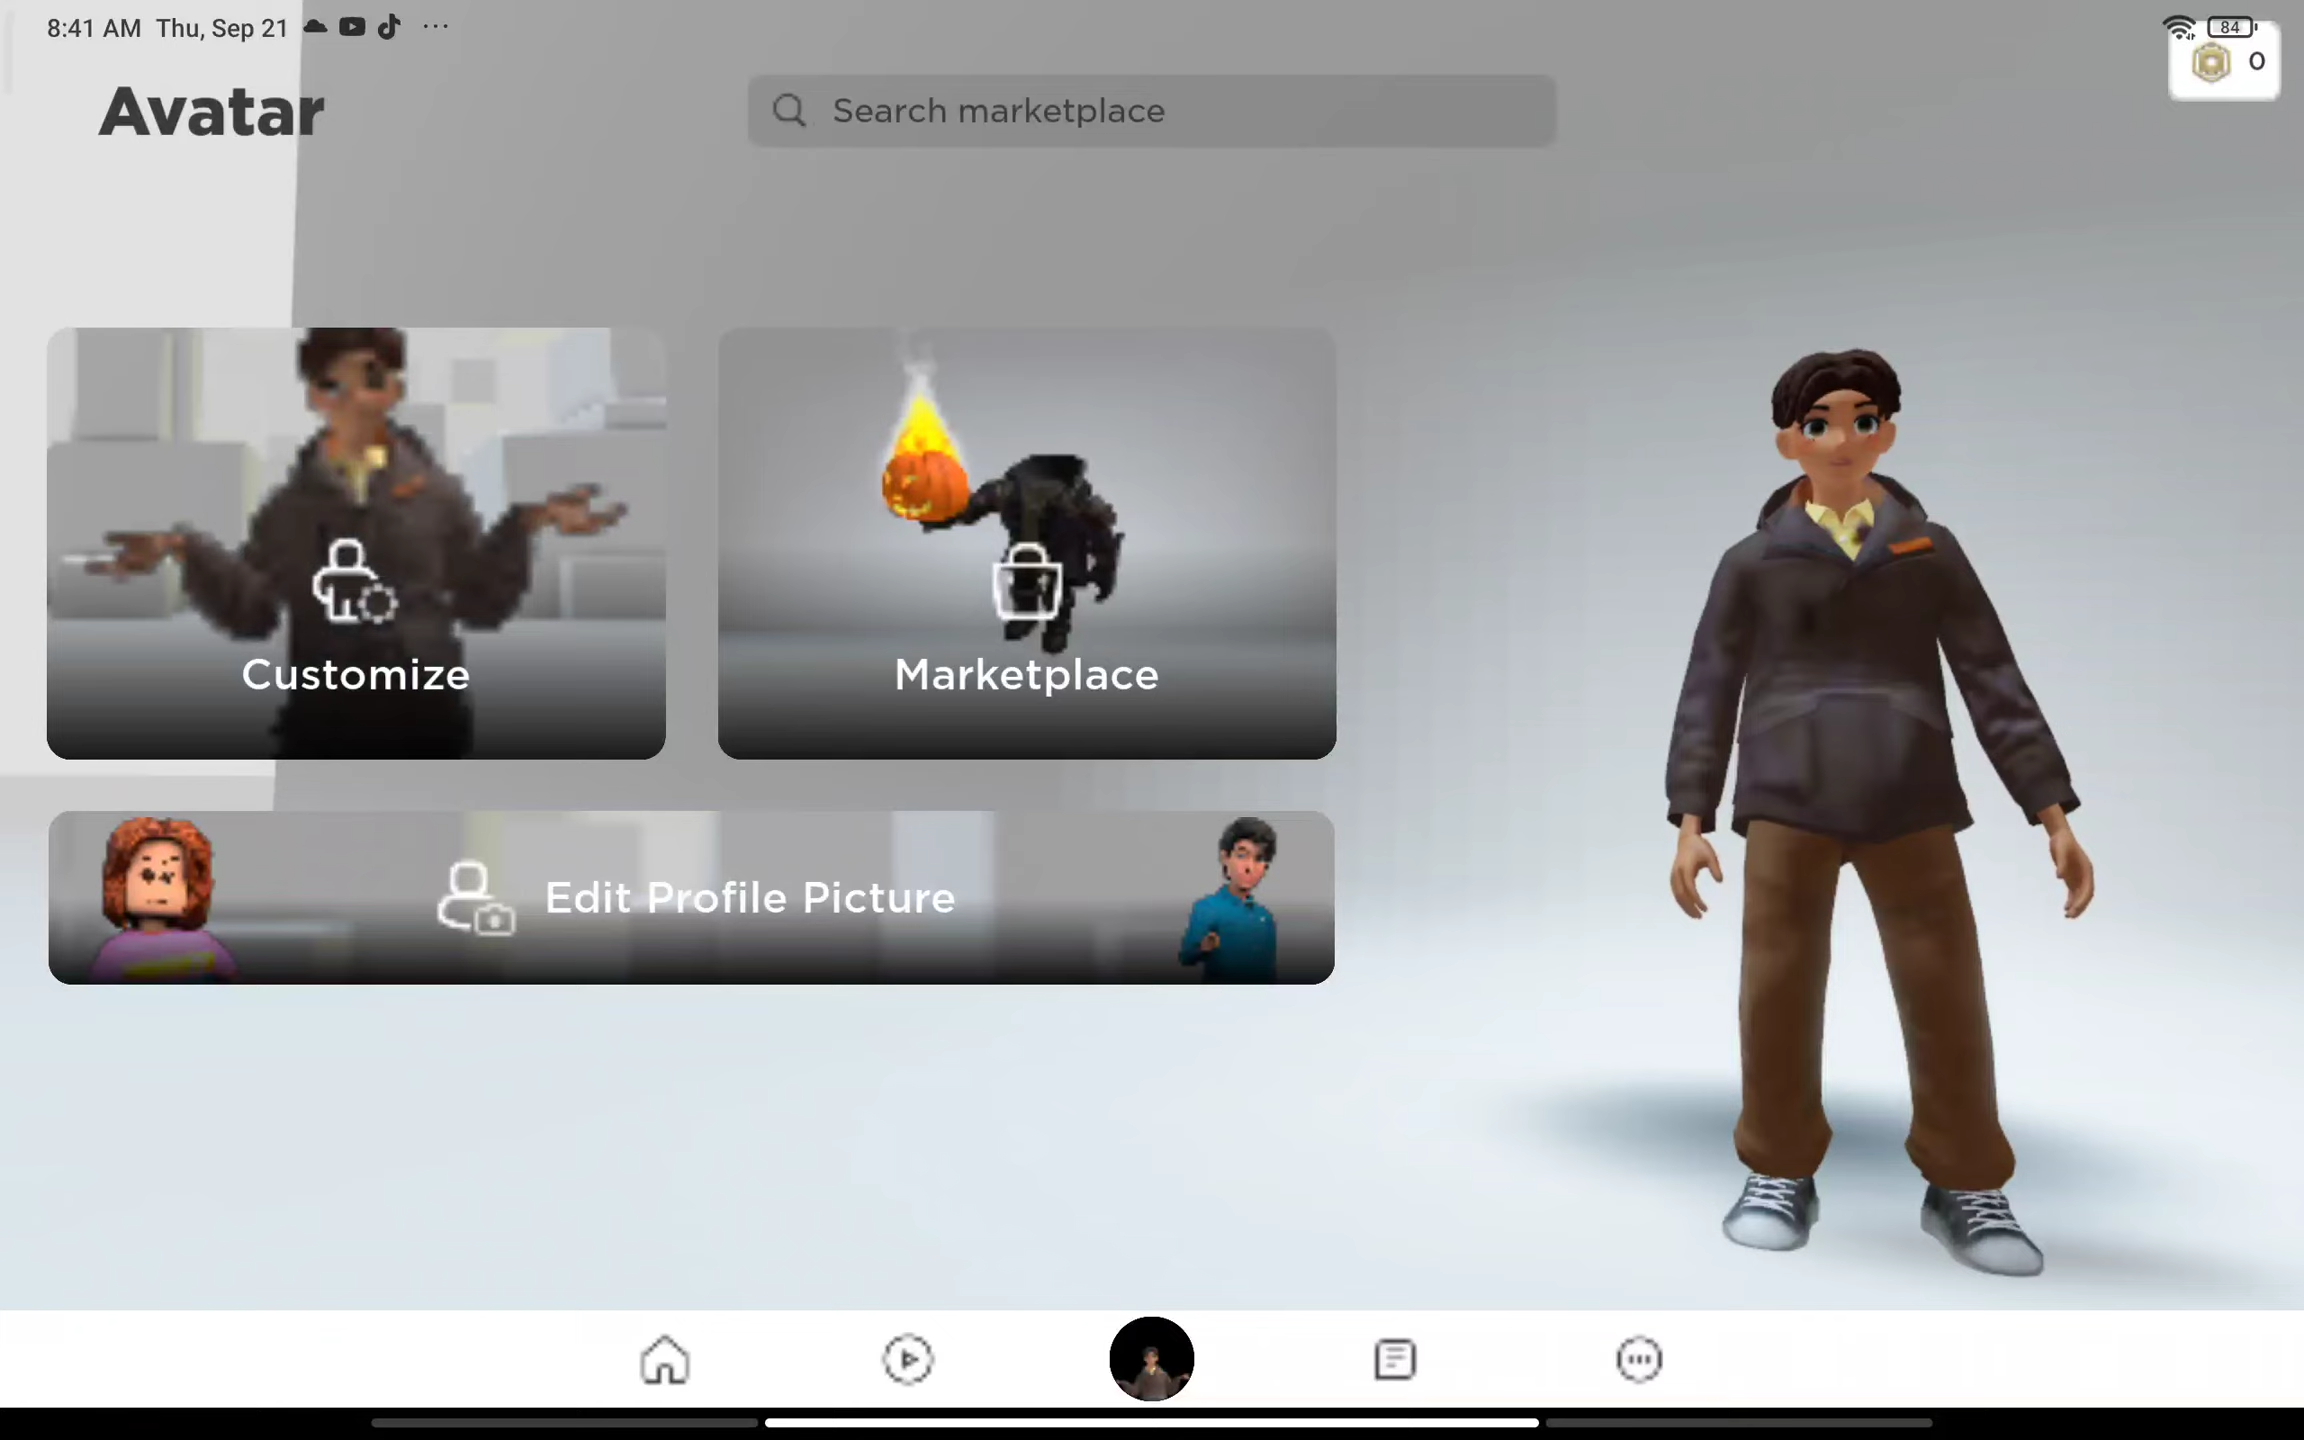 8:41 AM Thu, Sep 21 ...
84
0
Avatar
Search marketplace
Customize
Marketplace
Edit Profile Picture